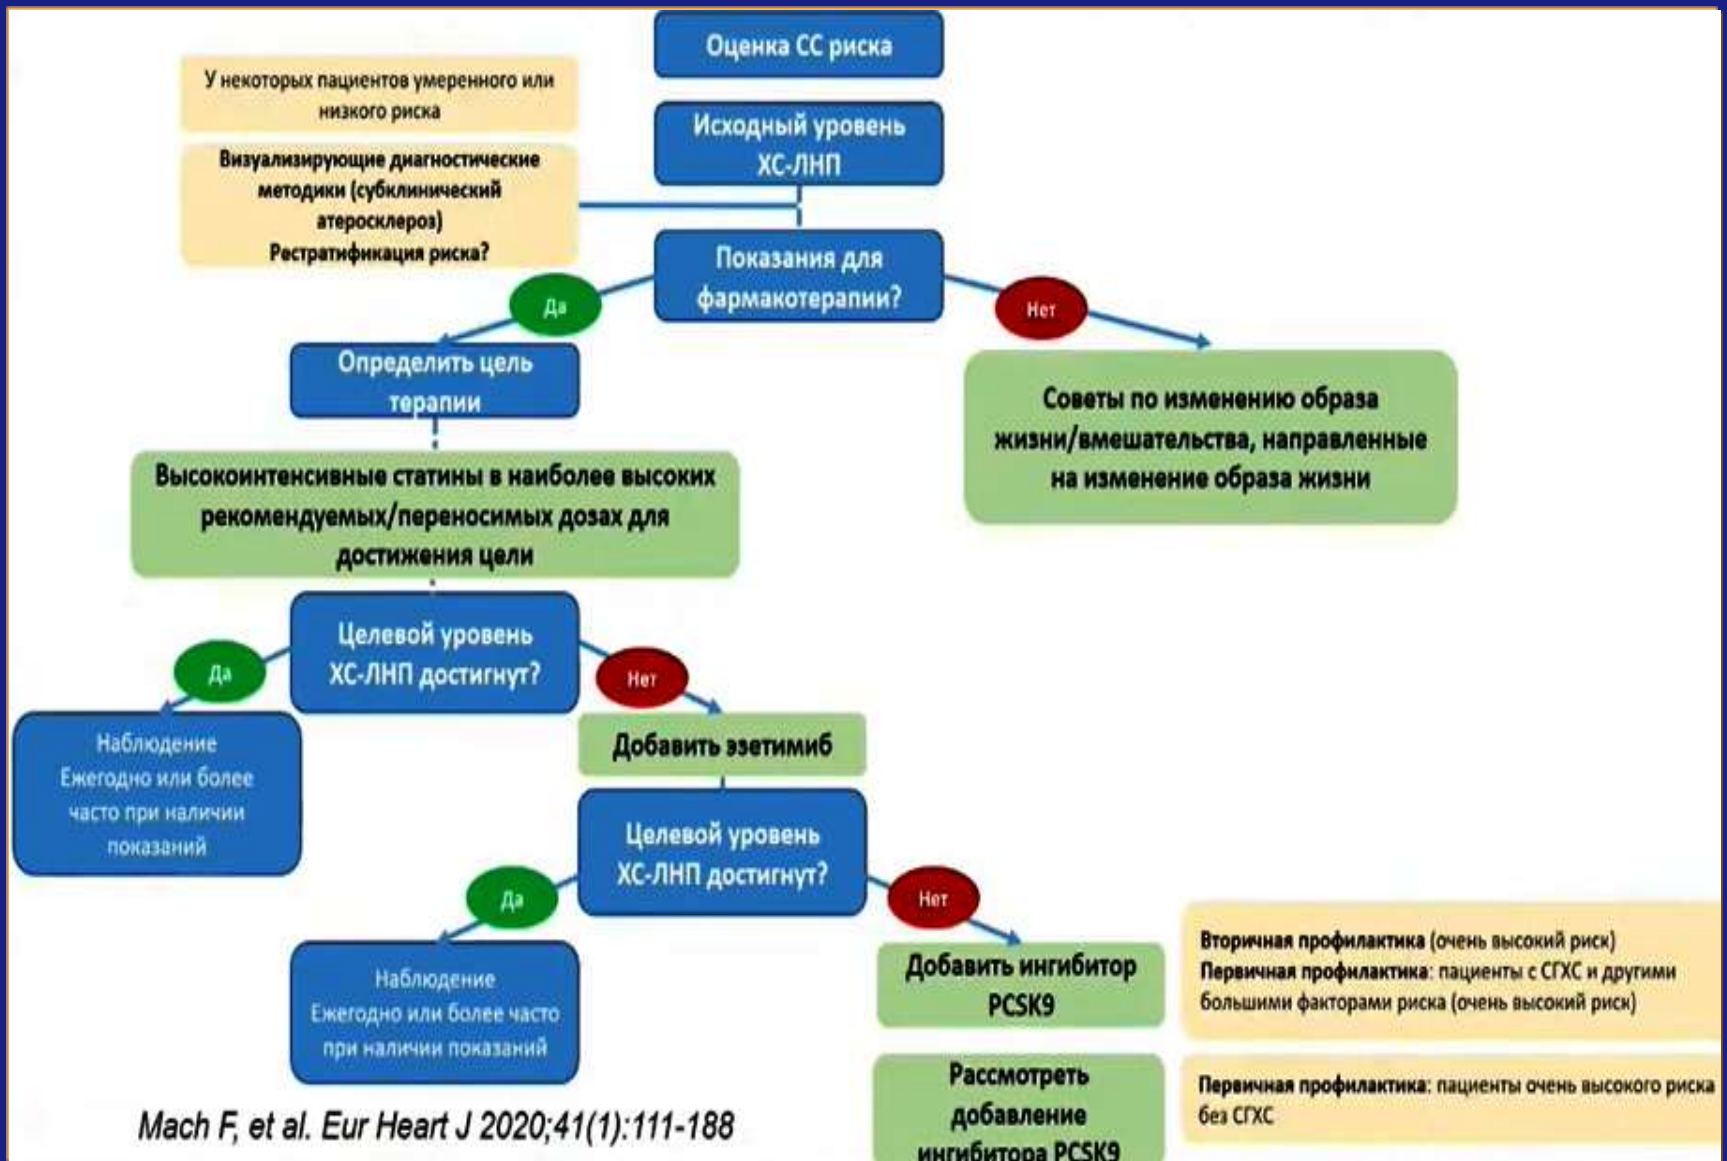 Оценка СС риска
У некоторых пациентов умеренного или
низкого риска
Исходный уровень
ХС-ЛНП
Визуализирующие диагностические
методики (субклинический
атеросклероз)
Рестратификация риска?
Показания для
фармакотерапии?
Да
Нет
Определить цель
терапии
Советы по изменению образа
жизни/вмешательства, направленные
на изменение образа жизни
Высокоинтенсивные статины в наиболее высоких
рекомендуемых/переносимых дозах для
достижения цели
Целевой уровень
ХС-ЛНП достигнут?
Да
Нет
Наблюдение
Ежегодно или более
часто при наличии
показаний
Добавить эзетимиб
Целевой уровень
ХС-ЛНП достигнут?
Да
Нет
Наблюдение
Ежегодно или более часто
при наличии показаний
Добавить ингибитор
PCSK9
Вторичная профилактика (очень высокий риск)
Первичная профилактика: пациенты с СГХС и другими
большими факторами риска (очень высокий риск)
Рассмотреть
добавление
ингибитора PCSK9
Первичная профилактика: пациенты очень высокого риска
без СГХС
Mach F, et al. Eur Heart J 2020;41(1):111-188